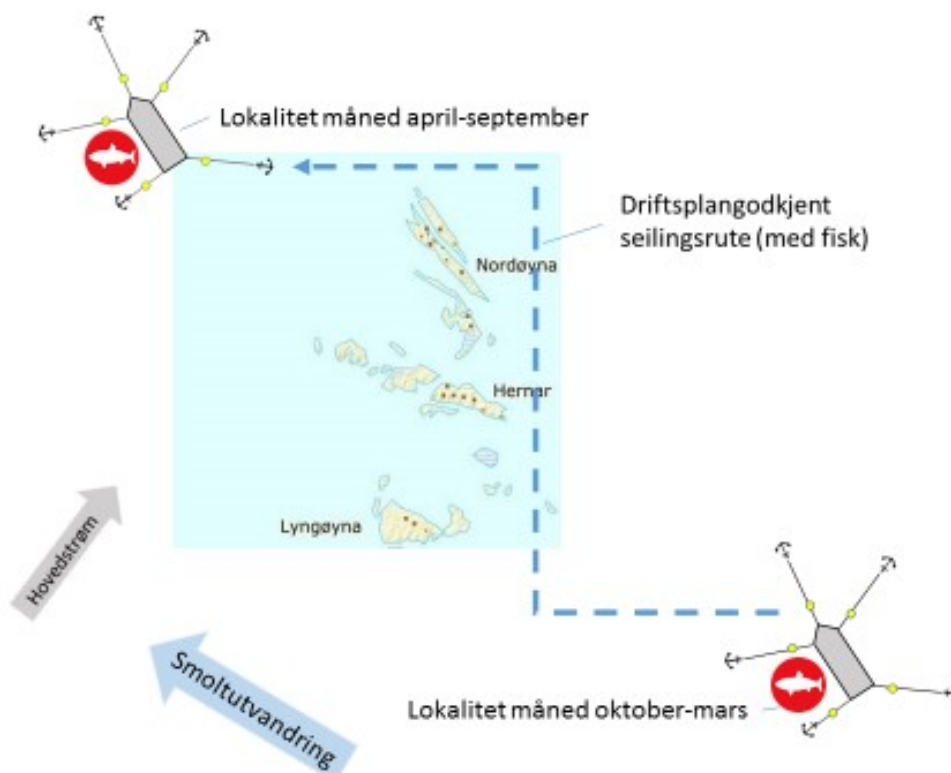 Lokalitet måned april-september
Driftsplangodkjent
seilingsrute (med fisk)
Nordøyna
Hernar
Lyngøyna
Hovedstrøm
Smoltutvandring
Lokalitet måned oktober-mars